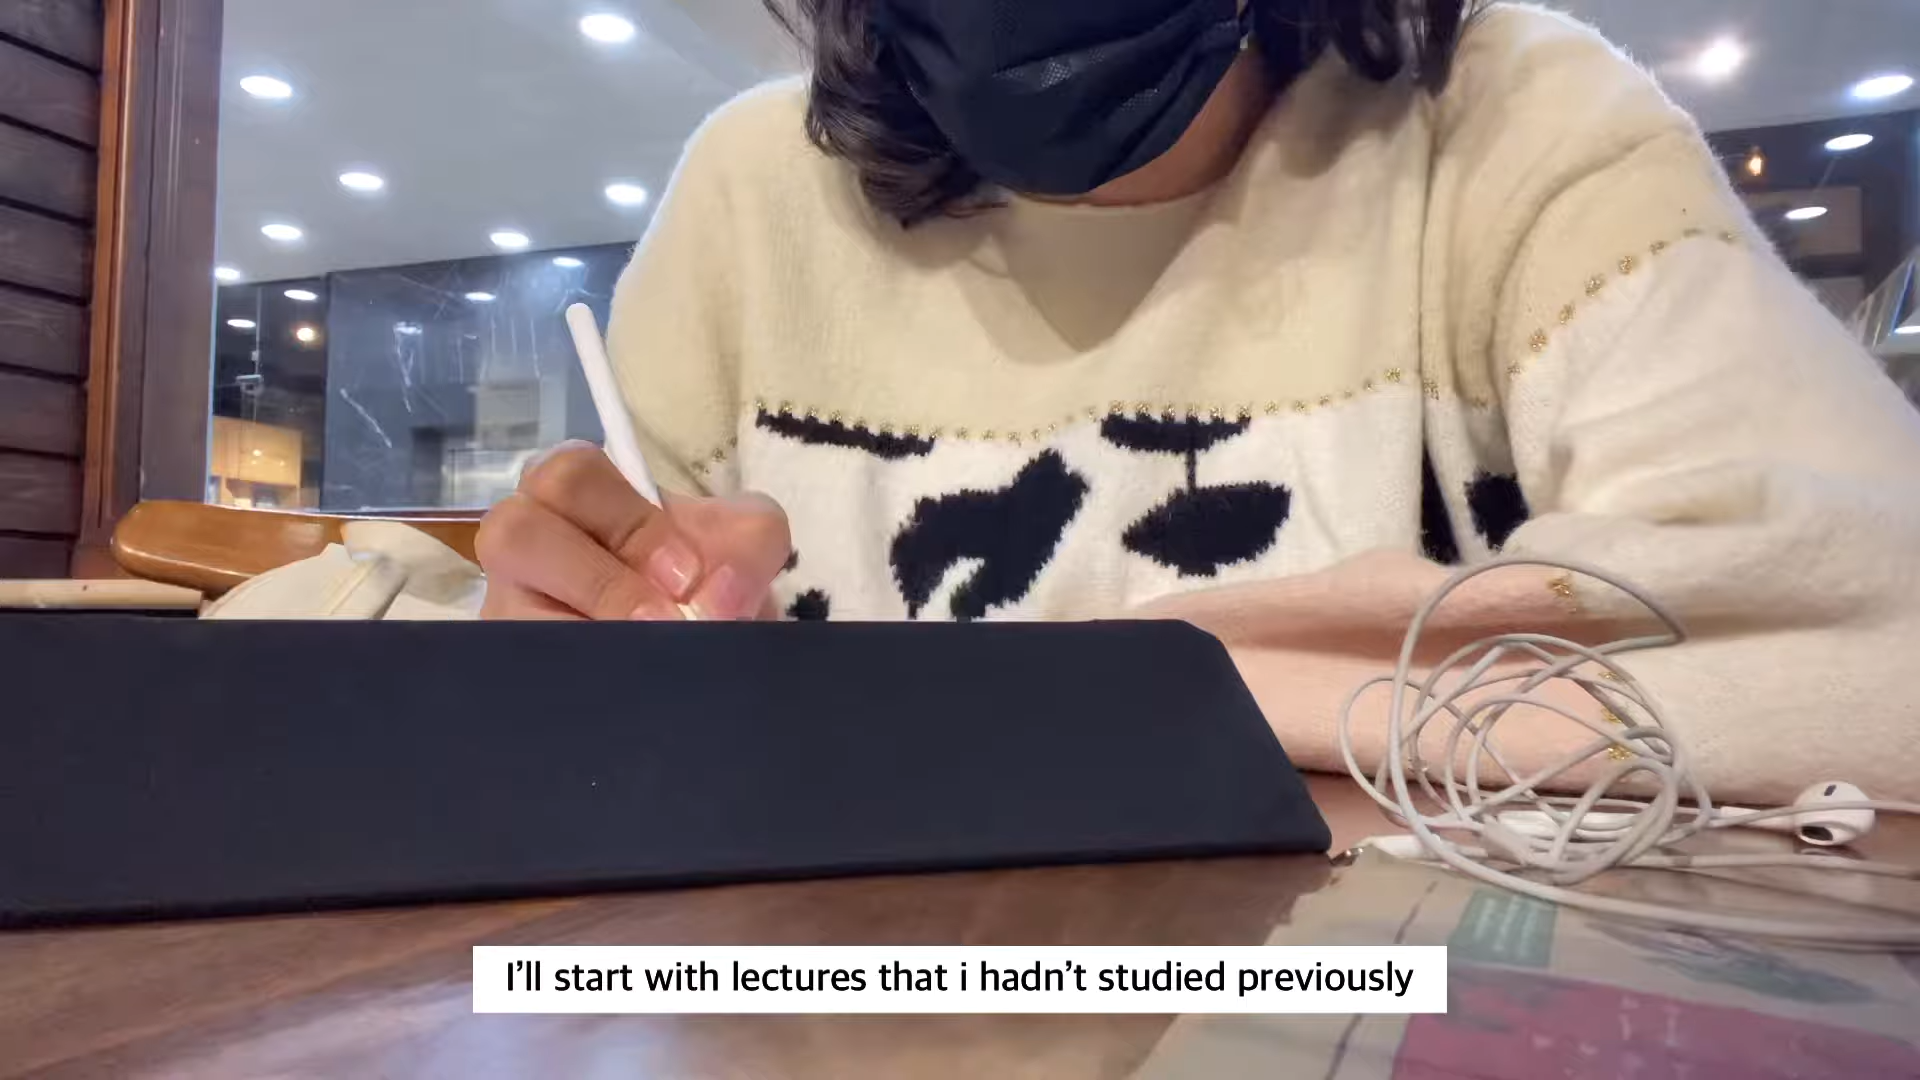 I’ll start with lectures that i hadn’t studied previously